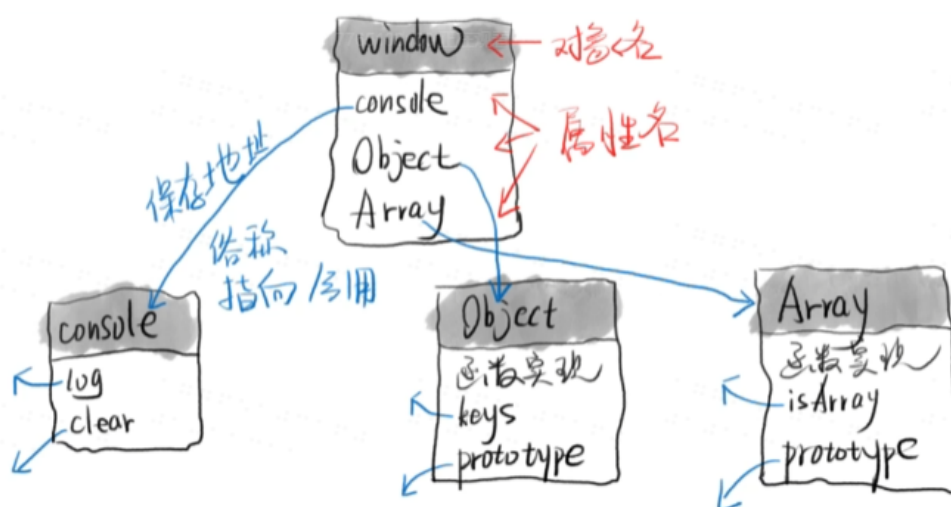 window
对象名
console
Object
Array
属性名
保存地址
俗称
指向/引用
console
log
clear
Object
函数实现
keys
prototype
Array
函数实现
isArray
prototype